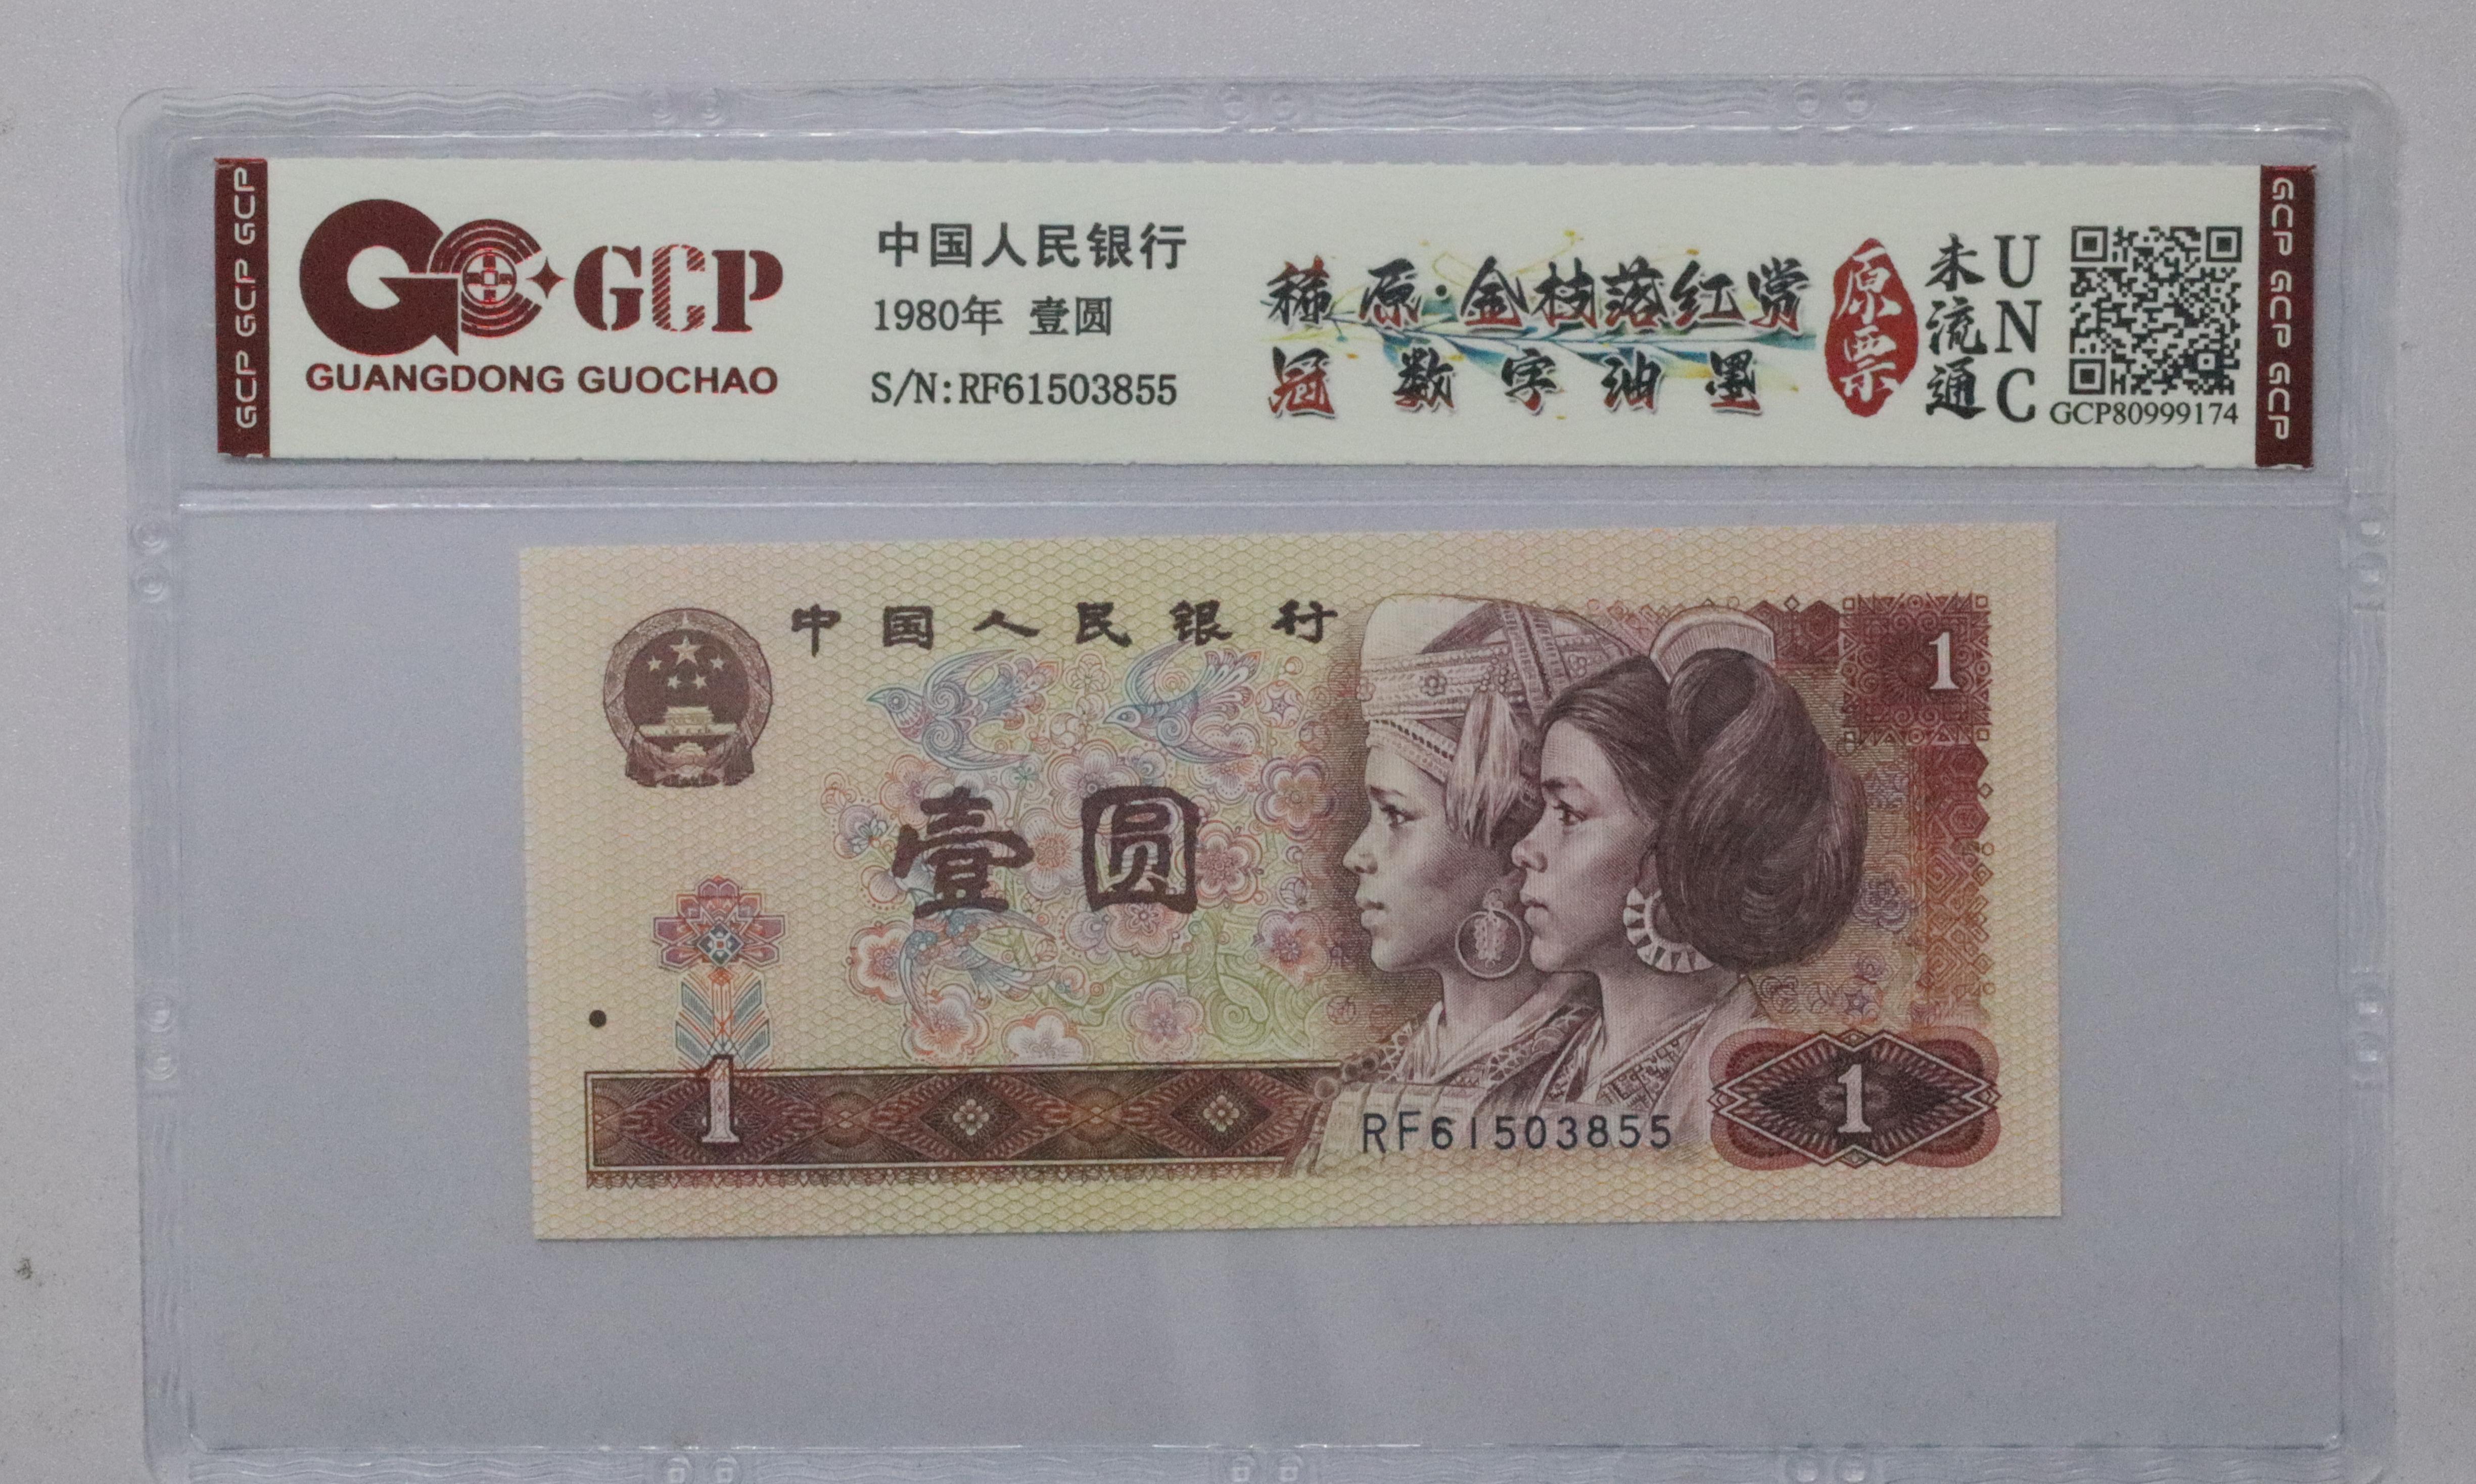 GCP GCP GCP
GCP
GUANGDONG GUOCHAO
中国人民银行
1980年 壹圆
S/N:RF61503855
稀原·金枝落红赏
冠数字油墨
原票
未流通
UNC
GCP80999174
GCP GCP GCP
中国人民银行
1
壹圆
1
RF61503855
1